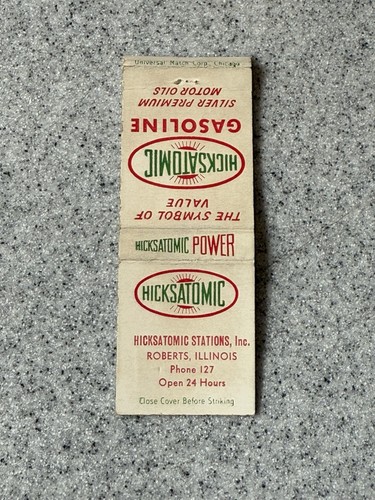 Universal Match Corp., Chicago
SILVER PREMIUM
MOTOR OILS
GASOLINE
HICKSATOMIC
THE SYMBOL OF
VALUE
HICKSATOMIC POWER
HICKSATOMIC
HICKSATOMIC STATIONS, Inc.
ROBERTS, ILLINOIS
Phone 127
Open 24 Hours
Close Cover Before Striking